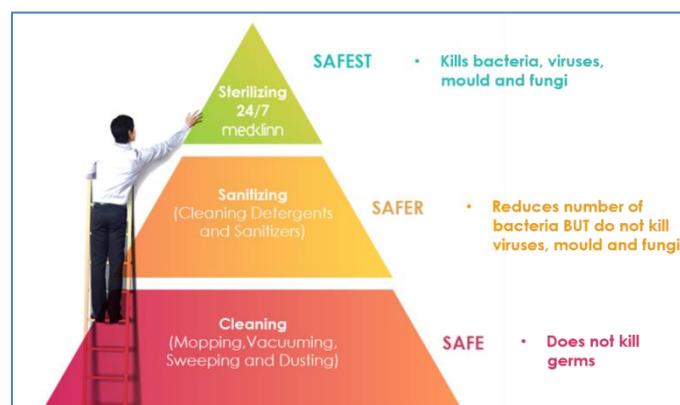 SAFEST
• Kills bacteria, viruses,
mould and fungi
Sterilizing
24/7
medklinn
Sanitizing
(Cleaning Detergents
and Sanitizers)
SAFER
• Reduces number of
bacteria BUT do not kill
viruses, mould and fungi
Cleaning
(Mopping,Vacuuming,
Sweeping and Dusting)
SAFE
• Does not kill
germs